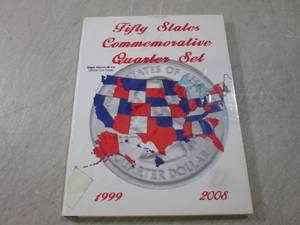 Fifty States
Commemorative
Quarter Set
STATES OF
QUARTER DOLLAR
1999 2008